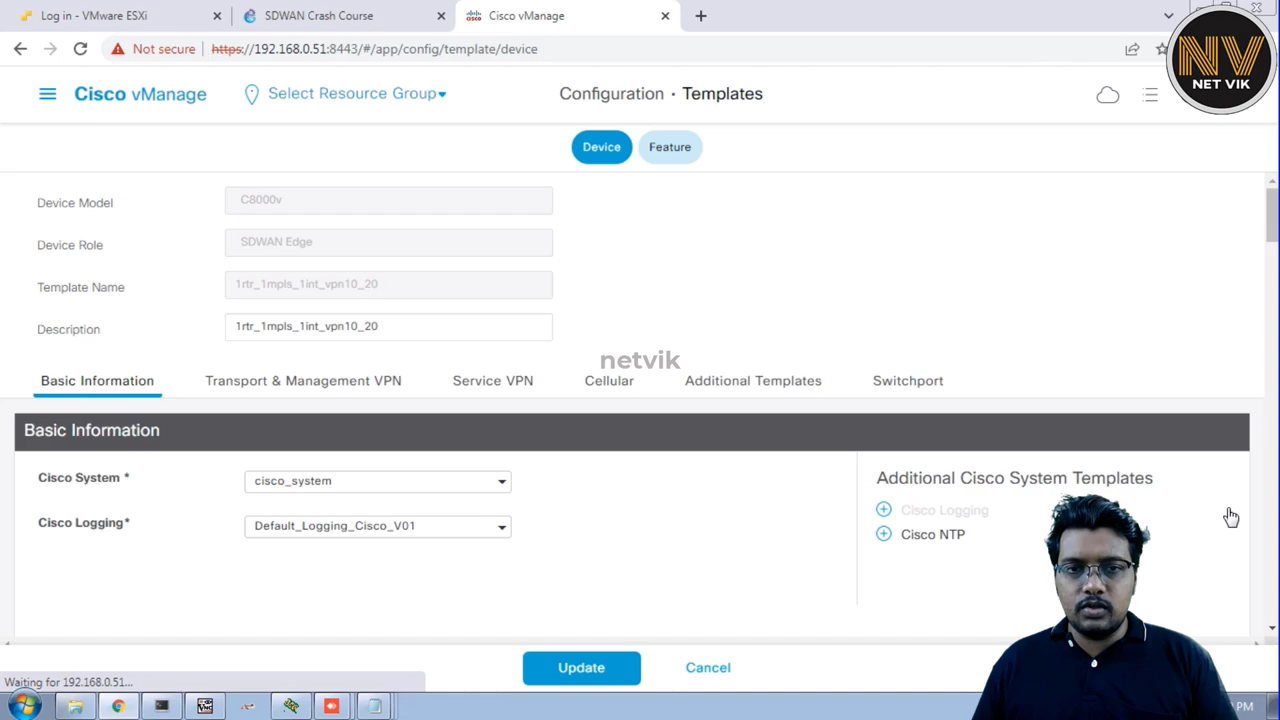 Log in - VMware ESXi
SDWAN Crash Course
Cisco vManage
Not secure
https://192.168.0.51:8443/#/app/config/template/device
NV
NET VIK
Cisco vManage
Select Resource Group
Configuration · Templates
Device
Feature
Device Model
C8000v
Device Role
SDWAN Edge
Template Name
1rtr_1mpls_1int_vpn10_20
Description
1rtr_1mpls_1int_vpn10_20
netvik
Basic Information
Transport & Management VPN
Service VPN
Cellular
Additional Templates
Switchport
Basic Information
Cisco System *
cisco_system
Additional Cisco System Templates
Cisco Logging
Cisco Logging*
Default_Logging_Cisco_V01
Cisco NTP
Update
Cancel
Waiting for 192.168.0.51...
PM